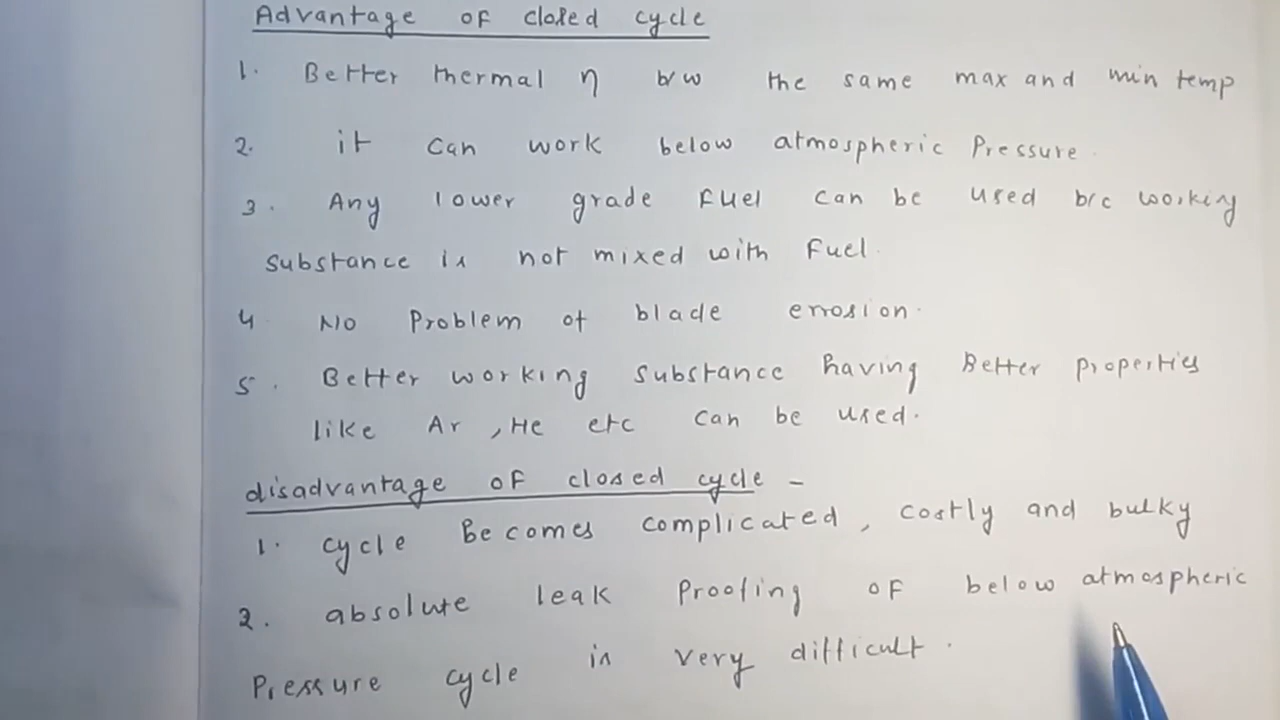 Advantage of closed cycle
1. Better thermal η b/w the same max and min temp
2. it can work below atmospheric Pressure.
3. Any lower grade fuel can be used b/c working
substance is not mixed with fuel.
4 No Problem of blade errosion.
5. Better working substance having Better properties
like Ar, He etc can be used.
disadvantage of closed cycle -
1. cycle Becomes complicated, costly and bulky
2. absolute leak Proofing of below atmospheric
Pressure cycle is very difficult.